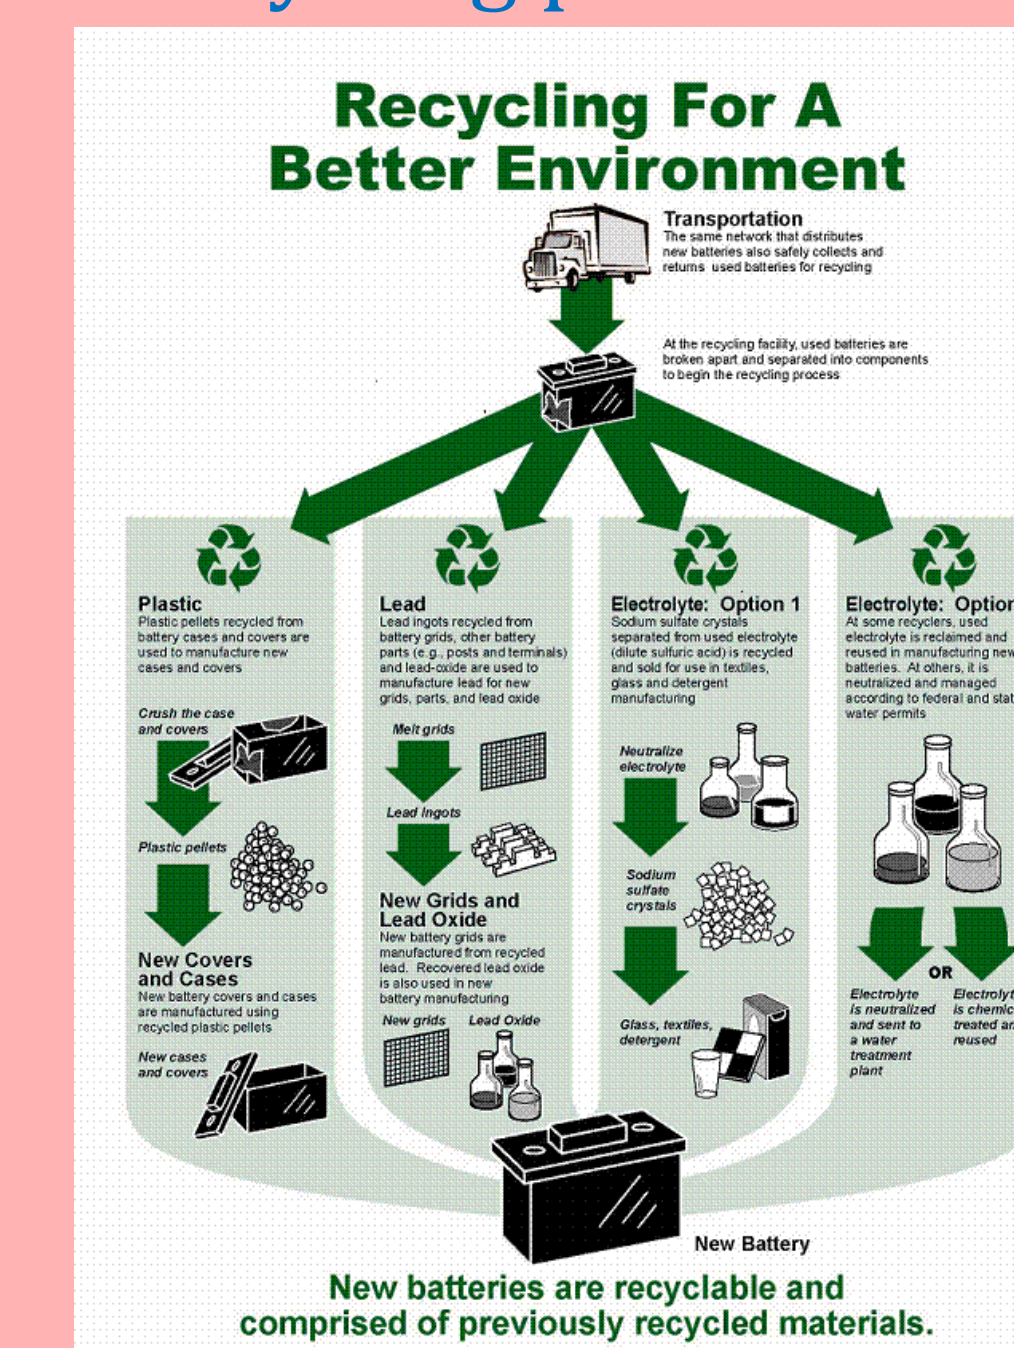 Recycling For A
Better Environment
Transportation
The same network that distributes
new batteries also safely collects and
returns used batteries for recycling
At the recycling facility, used batteries are
broken apart and separated into components
to begin the recycling process
Plastic
Plastic pellets recycled from
battery cases and covers are
used to manufacture new
cases and covers
Crush the case
and covers
Plastic pellets
New Covers
and Cases
New battery covers and cases
are manufactured using
recycled plastic pellets
New cases
and covers
Lead
Lead ingots recycled from
battery grids, other battery
parts (e.g., posts and terminals)
and lead-oxide are used to
manufacture lead for new
grids, parts, and lead oxide
Melt grids
Lead Ingots
New Grids and
Lead Oxide
New battery grids are
manufactured from recycled
lead. Recovered lead oxide
is also used in new
battery manufacturing
New grids
Lead Oxide
Electrolyte: Option 1
Sodium sulfate crystals
separated from used electrolyte
(dilute sulfuric acid) is recycled
and sold for use in textiles,
glass and detergent
manufacturing
Neutralize
electrolyte
Sodium
sulfate
crystals
Glass, textiles,
detergent
Electrolyte: Option
At some recyclers, used
electrolyte is reclaimed and
reused in manufacturing new
batteries. At others, it is
neutralized and managed
according to federal and stat
water permits
OR
Electrolyte
is neutralized
and sent to
a water
treatment
plant
Electrolyt
is chemic
treated an
reused
New Battery
New batteries are recyclable and
comprised of previously recycled materials.